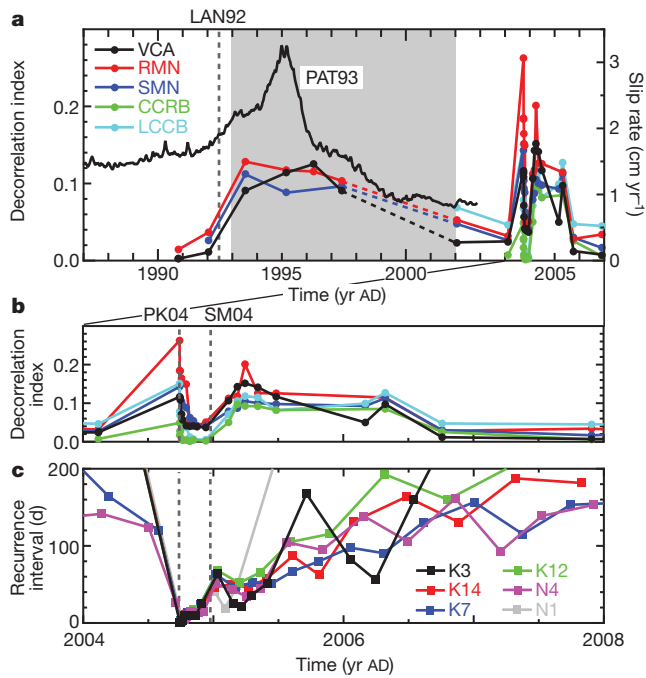 LAN92
a
VCA
RMN
SMN
CCRB
LCCB
PAT93
Decorrelation index
0.2
0.1
0.0
Slip rate (cm yr⁻¹)
3
2
1
0
1990
1995
2000
2005
Time (yr AD)
b
PK04
SM04
Decorrelation
index
0.2
0.1
0.0
c
Recurrence
interval (d)
200
100
0
K3
K14
K7
K12
N4
N1
2004
2006
2008
Time (yr AD)